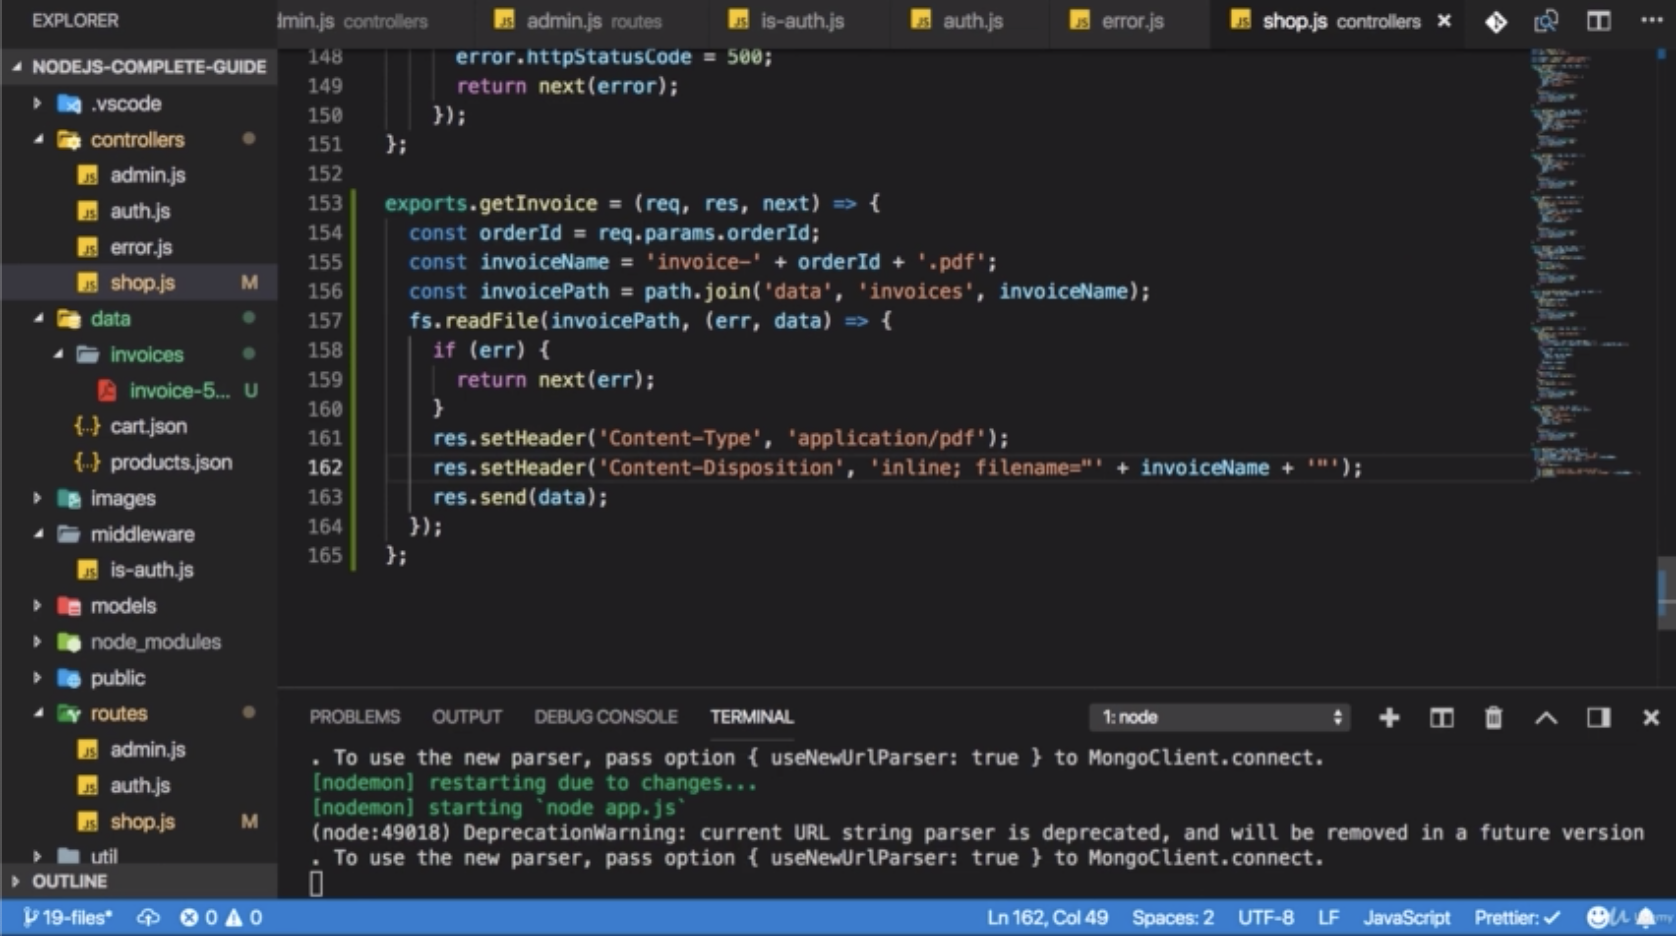 EXPLORER
NODEJS-COMPLETE-GUIDE
.vscode
controllers
admin.js
auth.js
error.js
shop.js M
data
invoices
invoice-5... U
cart.json
products.json
images
middleware
is-auth.js
models
node_modules
public
routes
admin.js
auth.js
shop.js M
util
OUTLINE
dmin.js controllers
admin.js routes
is-auth.js
auth.js
error.js
shop.js controllers
148 error.httpStatusCode = 500;
149 return next(error);
150 });
151 };
152
153 exports.getInvoice = (req, res, next) => {
154 const orderId = req.params.orderId;
155 const invoiceName = 'invoice-' + orderId + '.pdf';
156 const invoicePath = path.join('data', 'invoices', invoiceName);
157 fs.readFile(invoicePath, (err, data) => {
158 if (err) {
159 return next(err);
160 }
161 res.setHeader('Content-Type', 'application/pdf');
162 res.setHeader('Content-Disposition', 'inline; filename="' + invoiceName + '"');
163 res.send(data);
164 });
165 };
PROBLEMS OUTPUT DEBUG CONSOLE TERMINAL 1: node
. To use the new parser, pass option { useNewUrlParser: true } to MongoClient.connect.
[nodemon] restarting due to changes...
[nodemon] starting `node app.js`
(node:49018) DeprecationWarning: current URL string parser is deprecated, and will be removed in a future version
. To use the new parser, pass option { useNewUrlParser: true } to MongoClient.connect.
19-files* 0 0 Ln 162, Col 49 Spaces: 2 UTF-8 LF JavaScript Prettier: ✓